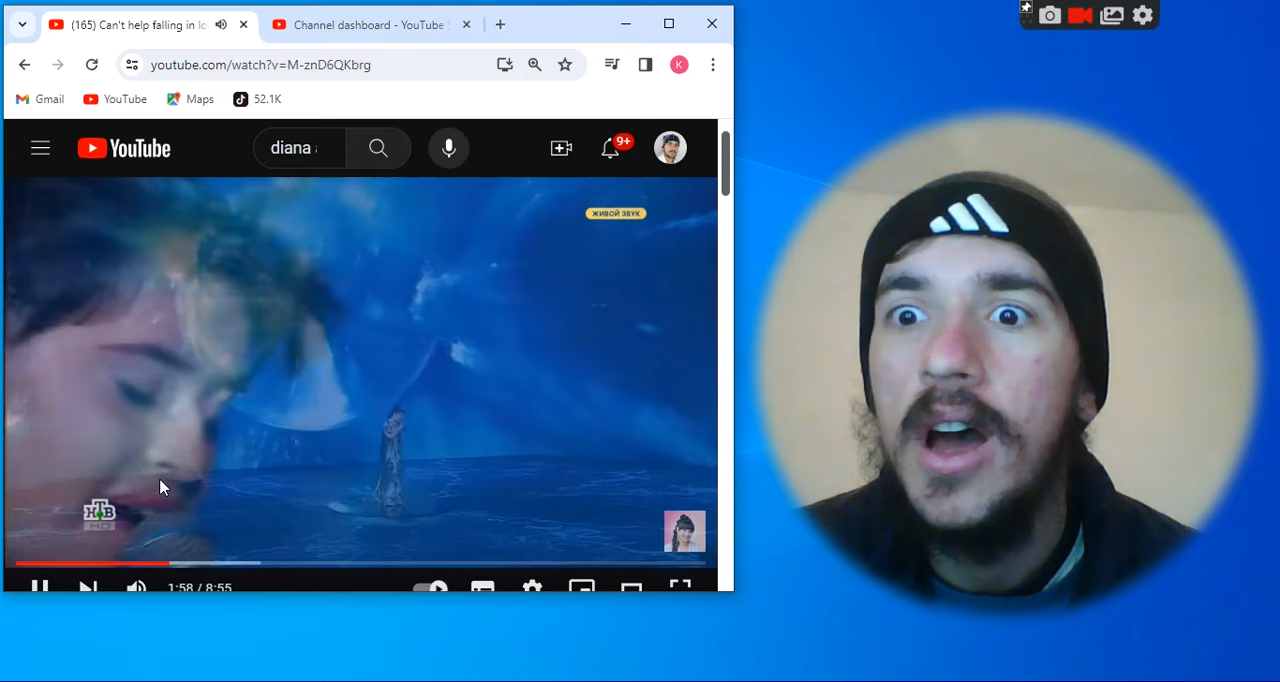 (165) Can't help falling in lo
Channel dashboard - YouTube S
youtube.com/watch?v=M-znD6QKbrg
K
Gmail
YouTube
Maps
52.1K
YouTube
diana a
9+
ЖИВОЙ ЗВУК
НТВ
HD
1:58 / 8:55